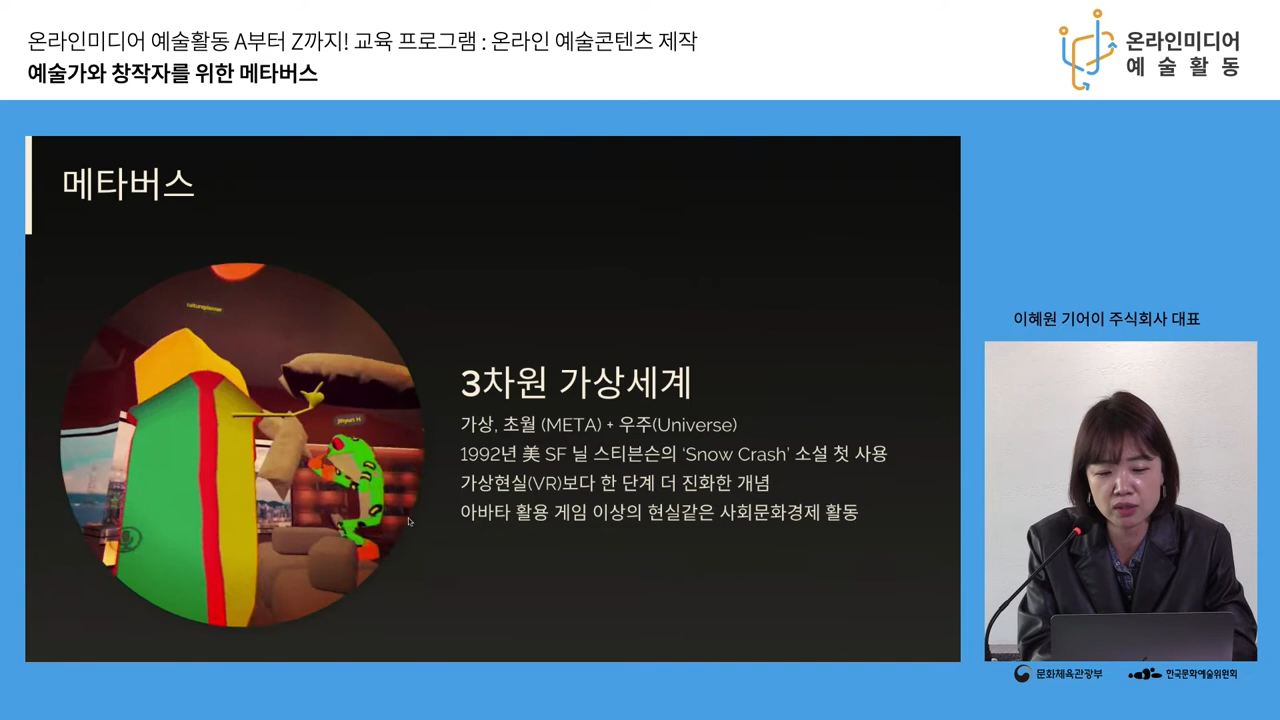 온라인미디어 예술활동 A부터 Z까지! 교육 프로그램 : 온라인 예술콘텐츠 제작
예술가와 창작자를 위한 메타버스
온라인미디어
예 술 활 동
메타버스
3차원 가상세계
가상, 초월 (META) + 우주(Universe)
1992년 美 SF 닐 스티븐슨의 ‘Snow Crash’ 소설 첫 사용
가상현실(VR)보다 한 단계 더 진화한 개념
아바타 활용 게임 이상의 현실같은 사회문화경제 활동
이혜원 기어이 주식회사 대표
문화체육관광부
한국문화예술위원회